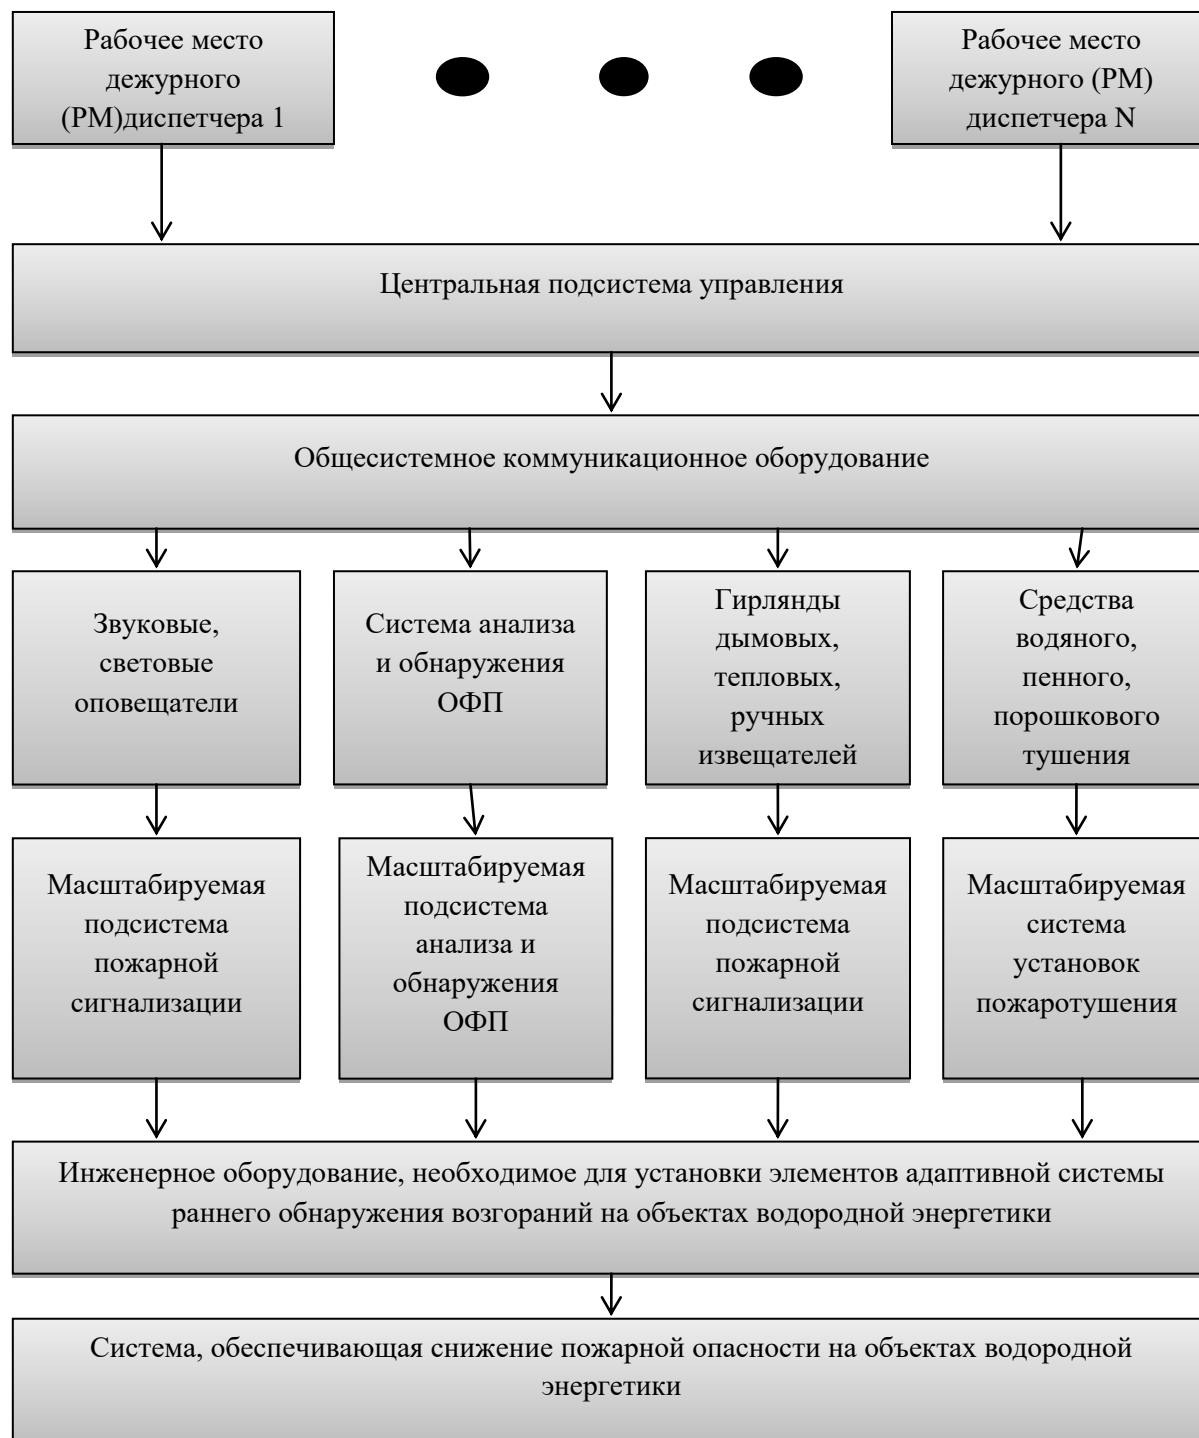 Рабочее место
дежурного
(РМ)диспетчера 1
Рабочее место
дежурного (РМ)
диспетчера N
Центральная подсистема управления
Общесистемное коммуникационное оборудование
Звуковые,
световые
оповещатели
Система анализа
и обнаружения
ОФП
Гирлянды
дымовых,
тепловых,
ручных
извещателей
Средства
водяного,
пенного,
порошкового
тушения
Масштабируемая
подсистема
пожарной
сигнализации
Масштабируемая
подсистема
анализа и
обнаружения
ОФП
Масштабируемая
подсистема
пожарной
сигнализации
Масштабируемая
система
установок
пожаротушения
Инженерное оборудование, необходимое для установки элементов адаптивной системы
раннего обнаружения возгораний на объектах водородной энергетики
Система, обеспечивающая снижение пожарной опасности на объектах водородной
энергетики